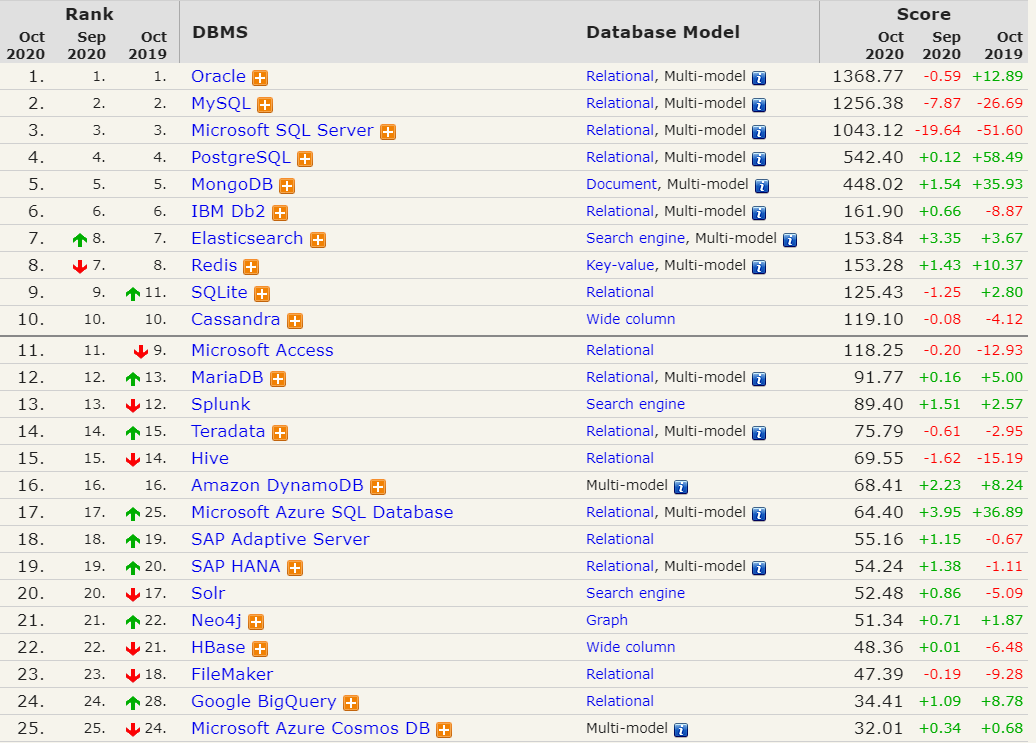 Rank DBMS Database Model Score
Oct Sep Oct Oct Sep Oct
2020 2020 2019 2020 2020 2019
1. 1. 1. Oracle Relational, Multi-model 1368.77 -0.59 +12.89
2. 2. 2. MySQL Relational, Multi-model 1256.38 -7.87 -26.69
3. 3. 3. Microsoft SQL Server Relational, Multi-model 1043.12 -19.64 -51.60
4. 4. 4. PostgreSQL Relational, Multi-model 542.40 +0.12 +58.49
5. 5. 5. MongoDB Document, Multi-model 448.02 +1.54 +35.93
6. 6. 6. IBM Db2 Relational, Multi-model 161.90 +0.66 -8.87
7. 8. 7. Elasticsearch Search engine, Multi-model 153.84 +3.35 +3.67
8. 7. 8. Redis Key-value, Multi-model 153.28 +1.43 +10.37
9. 9. 11. SQLite Relational 125.43 -1.25 +2.80
10. 10. 10. Cassandra Wide column 119.10 -0.08 -4.12
11. 11. 9. Microsoft Access Relational 118.25 -0.20 -12.93
12. 12. 13. MariaDB Relational, Multi-model 91.77 +0.16 +5.00
13. 13. 12. Splunk Search engine 89.40 +1.51 +2.57
14. 14. 15. Teradata Relational, Multi-model 75.79 -0.61 -2.95
15. 15. 14. Hive Relational 69.55 -1.62 -15.19
16. 16. 16. Amazon DynamoDB Multi-model 68.41 +2.23 +8.24
17. 17. 25. Microsoft Azure SQL Database Relational, Multi-model 64.40 +3.95 +36.89
18. 18. 19. SAP Adaptive Server Relational 55.16 +1.15 -0.67
19. 19. 20. SAP HANA Relational, Multi-model 54.24 +1.38 -1.11
20. 20. 17. Solr Search engine 52.48 +0.86 -5.09
21. 21. 22. Neo4j Graph 51.34 +0.71 +1.87
22. 22. 21. HBase Wide column 48.36 +0.01 -6.48
23. 23. 18. FileMaker Relational 47.39 -0.19 -9.28
24. 24. 28. Google BigQuery Relational 34.41 +1.09 +8.78
25. 25. 24. Microsoft Azure Cosmos DB Multi-model 32.01 +0.34 +0.68